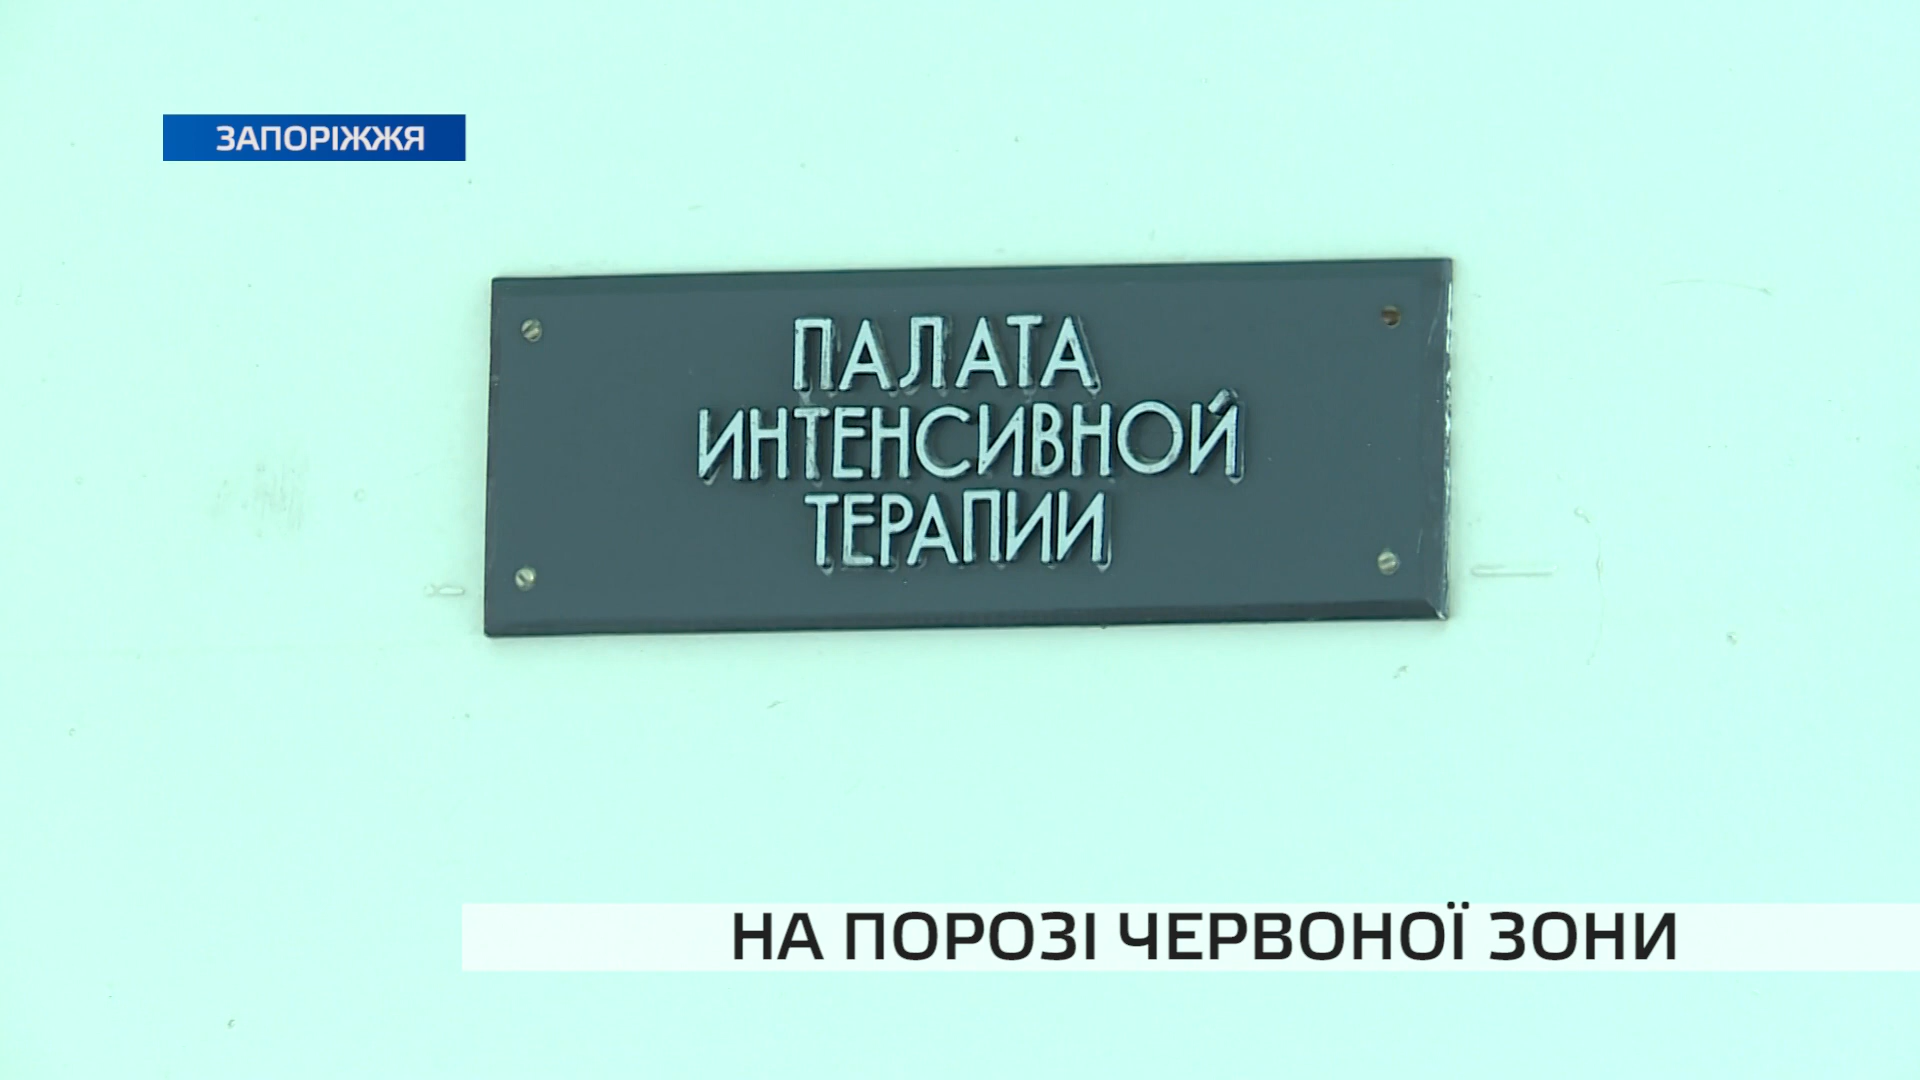 ЗАПОРІЖЖЯ
ПАЛАТА
ИНТЕНСИВНОЙ
ТЕРАПИИ
НА ПОРОЗІ ЧЕРВОНОЇ ЗОНИ